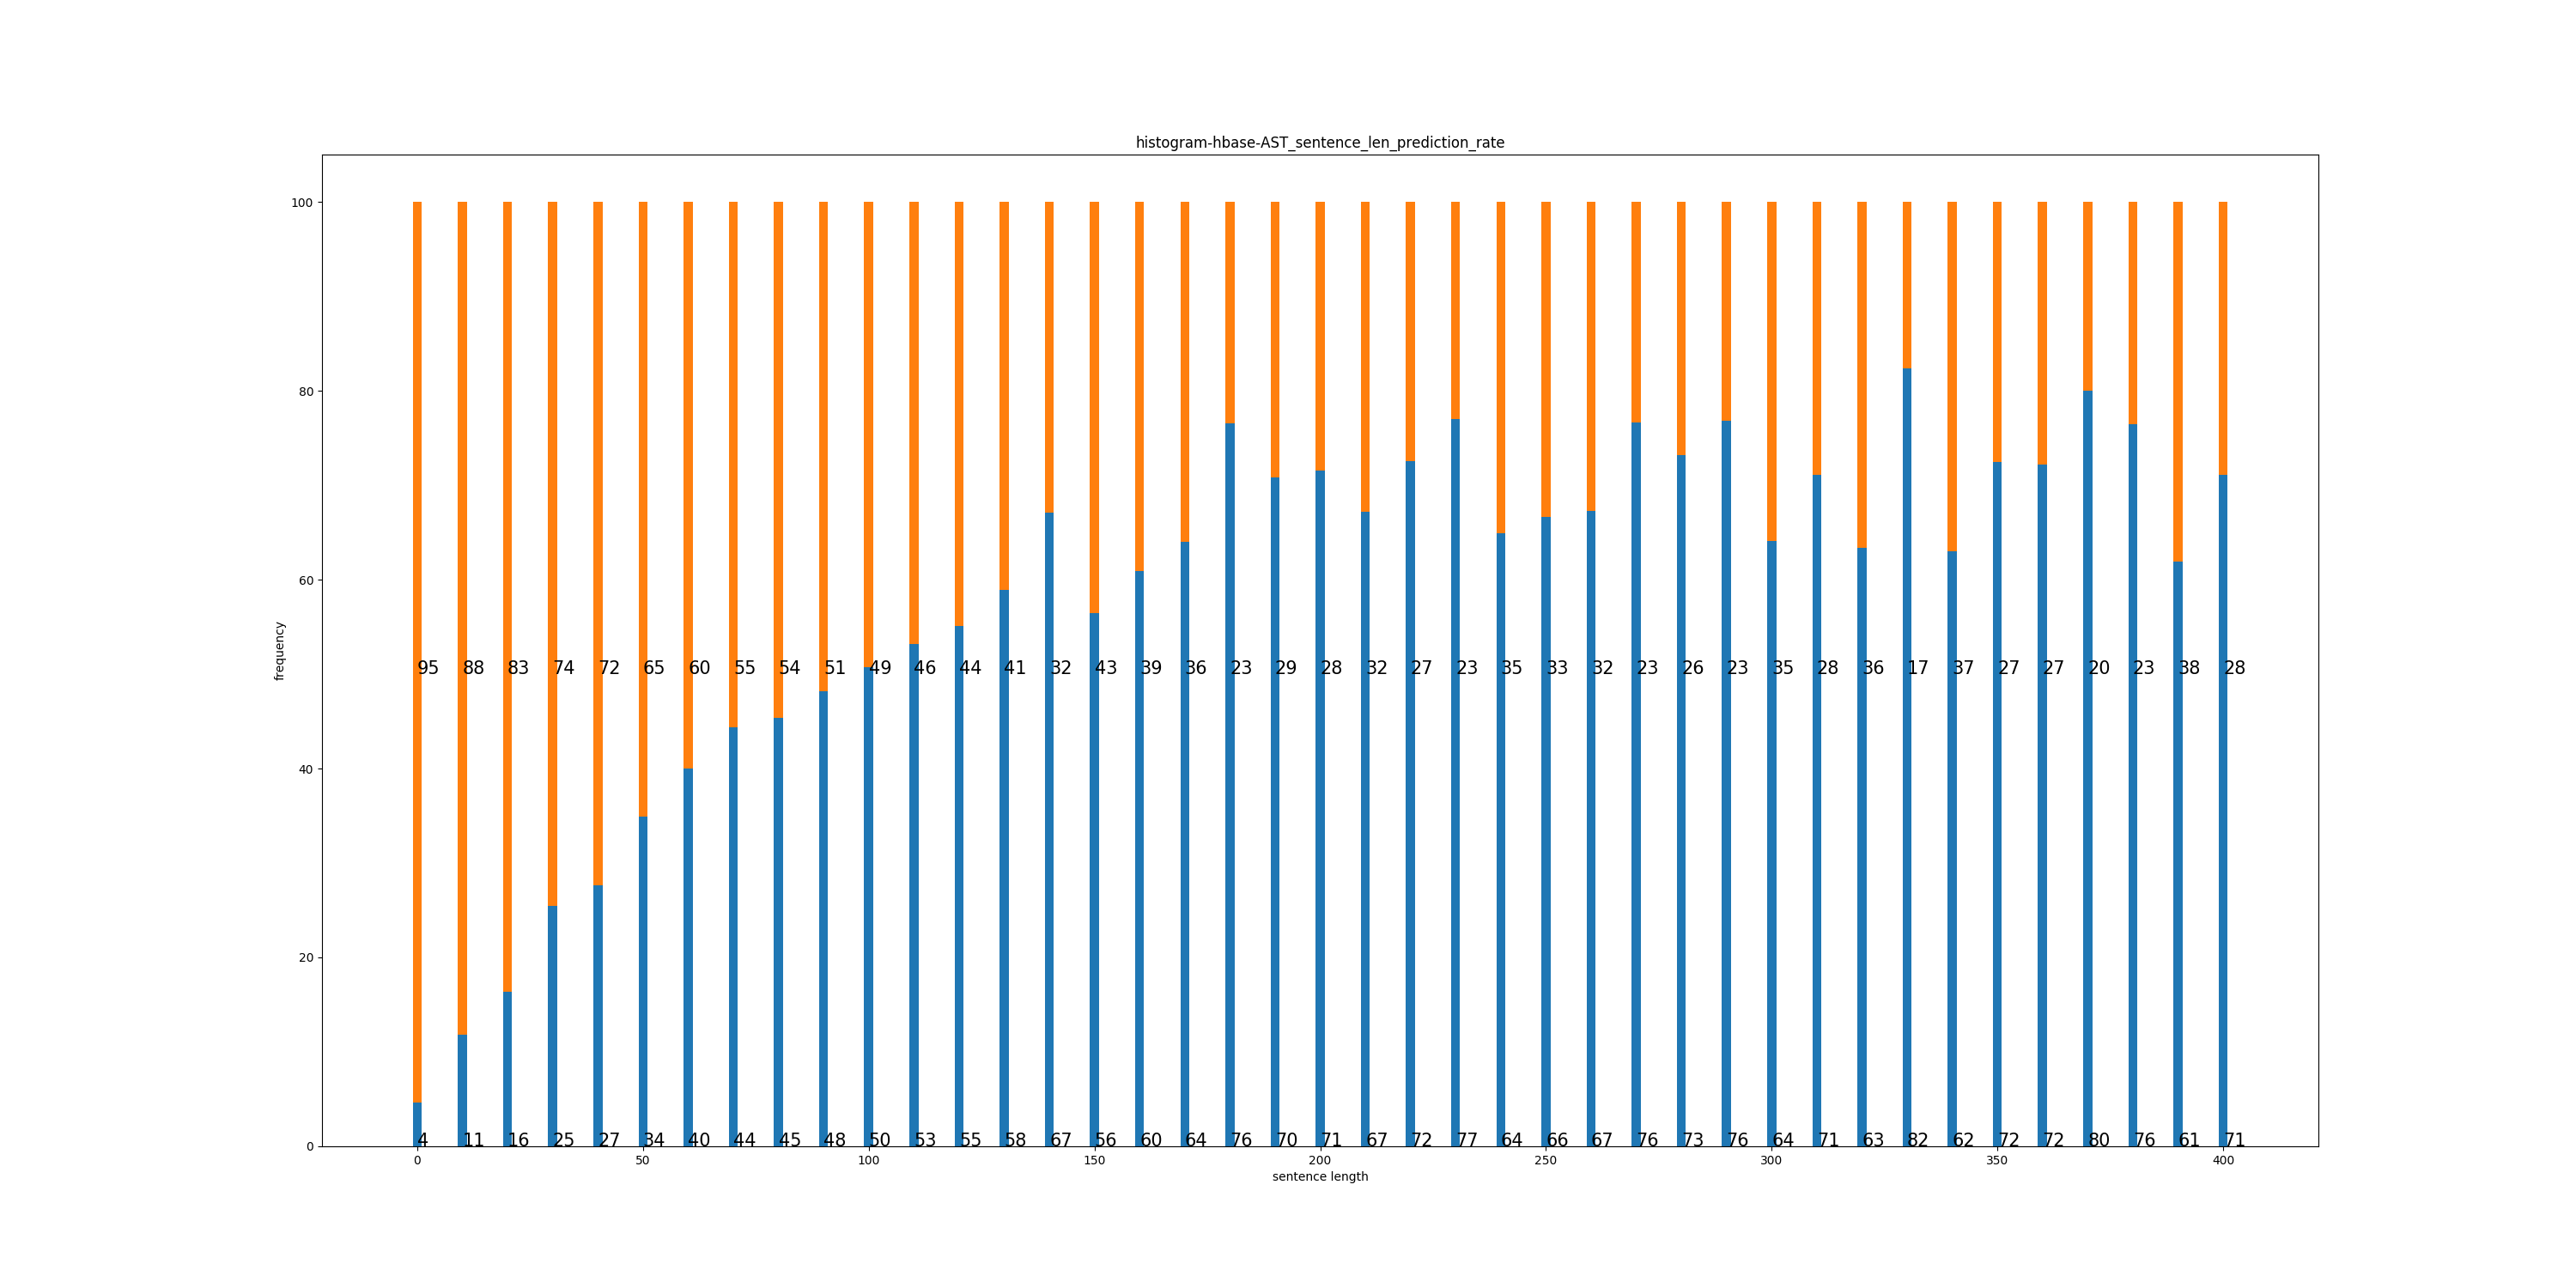 histogram-hbase-AST_sentence_len_prediction_rate
100
80
60
frequency
95 88 83 74 72 65 60 55 54 51 49 46 44 41 32 43 39 36 23 29 28 32 27 23 35 33 32 23 26 23 35 28 36 17 37 27 27 20 23 38 28
40
20
0
4 11 16 25 27 34 40 44 45 48 50 53 55 58 67 56 60 64 76 70 71 67 72 77 64 66 67 76 73 76 64 71 63 82 62 72 72 80 76 61 71
0 50 100 150 200 250 300 350 400
sentence length